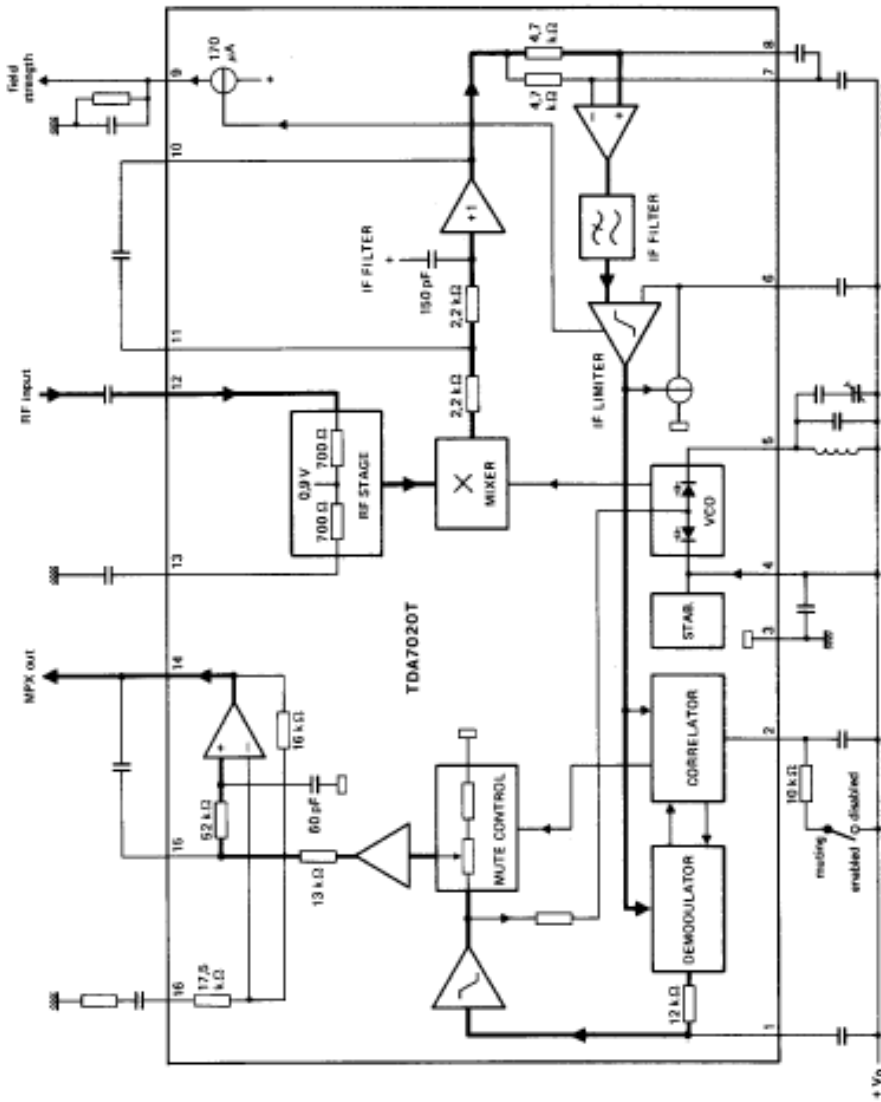 RF input
MPX out
field
strength
16
15
14
13
12
11
10
9
17,5
kΩ
52 kΩ
60 pF
13 kΩ
16 kΩ
700 Ω
0,9 V
700 Ω
RF STAGE
IF FILTER
150 pF
170
µA
TDA7020T
MIXER
2,2 kΩ
2,2 kΩ
+1
4,7
kΩ
4,7
kΩ
+
−
+
−
+
+
MUTE CONTROL
IF LIMITER
IF FILTER
12 kΩ
DEMODULATOR
CORRELATOR
STAB.
VCO
1
2
3
4
5
6
7
8
10 kΩ
muting
enabled
disabled